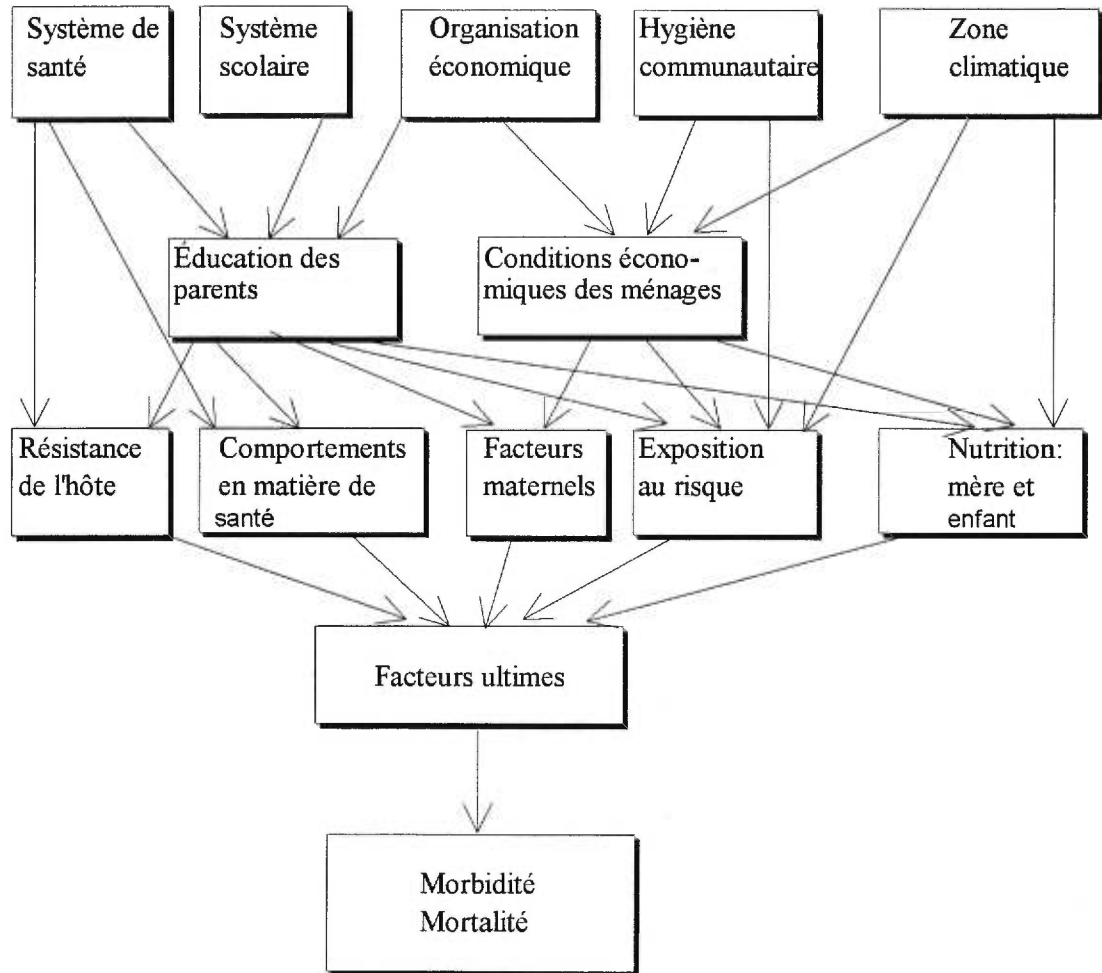 Système de
santé
Système
scolaire
Organisation
économique
Hygiène
communautaire
Zone
climatique
Éducation des
parents
Conditions écono-
miques des ménages
Résistance
de l'hôte
Comportements
en matière de
santé
Facteurs
maternels
Exposition
au risque
Nutrition:
mère et
enfant
Facteurs ultimes
Morbidité
Mortalité